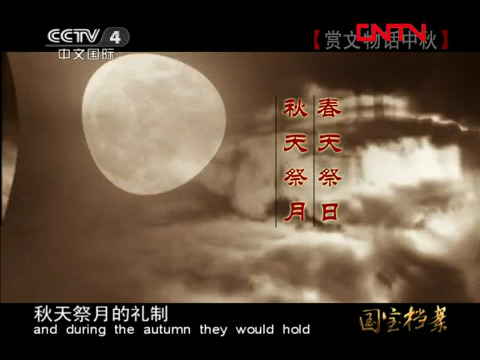 CCTV 4
中文国际
CNTV
【赏文物话中秋】
春天祭日
秋天祭月
秋天祭月的礼制
and during the autumn they would hold
国宝档案